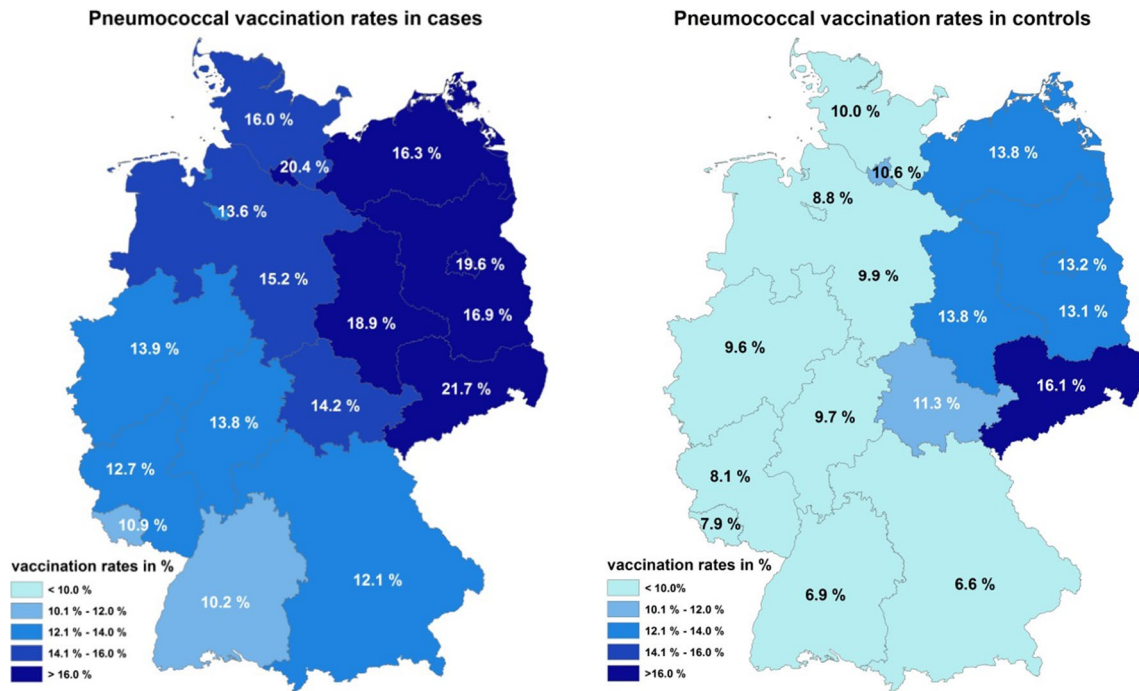 Pneumococcal vaccination rates in cases
16.0 %
16.3 %
20.4 %
13.6 %
19.6 %
15.2 %
16.9 %
18.9 %
13.9 %
21.7 %
14.2 %
13.8 %
12.7 %
10.9 %
12.1 %
10.2 %
vaccination rates in %
< 10.0 %
10.1 % - 12.0 %
12.1 % - 14.0 %
14.1 % - 16.0 %
> 16.0 %
Pneumococcal vaccination rates in controls
10.0 %
13.8 %
10.6 %
8.8 %
13.2 %
9.9 %
13.1 %
13.8 %
9.6 %
16.1 %
11.3 %
9.7 %
8.1 %
7.9 %
6.6 %
6.9 %
vaccination rates in %
< 10.0%
10.1 % - 12.0 %
12.1 % - 14.0 %
14.1 % - 16.0 %
>16.0 %